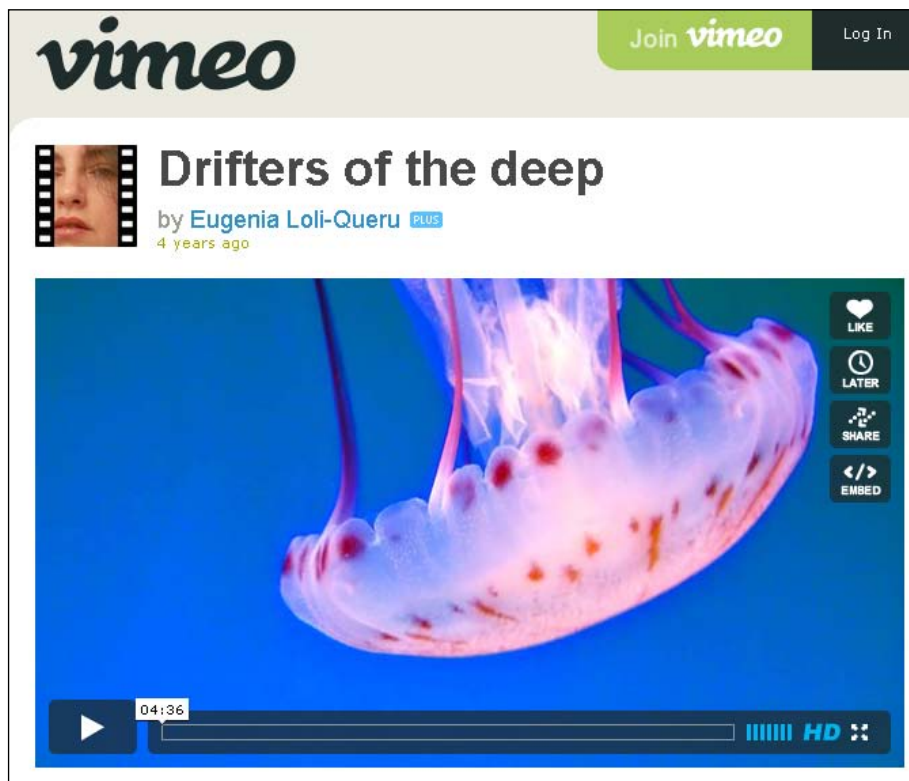 vimeo
Join vimeo
Log In
Drifters of the deep
by Eugenia Loli-Queru PLUS
4 years ago
LIKE
LATER
SHARE
</>
EMBED
04:36
HD